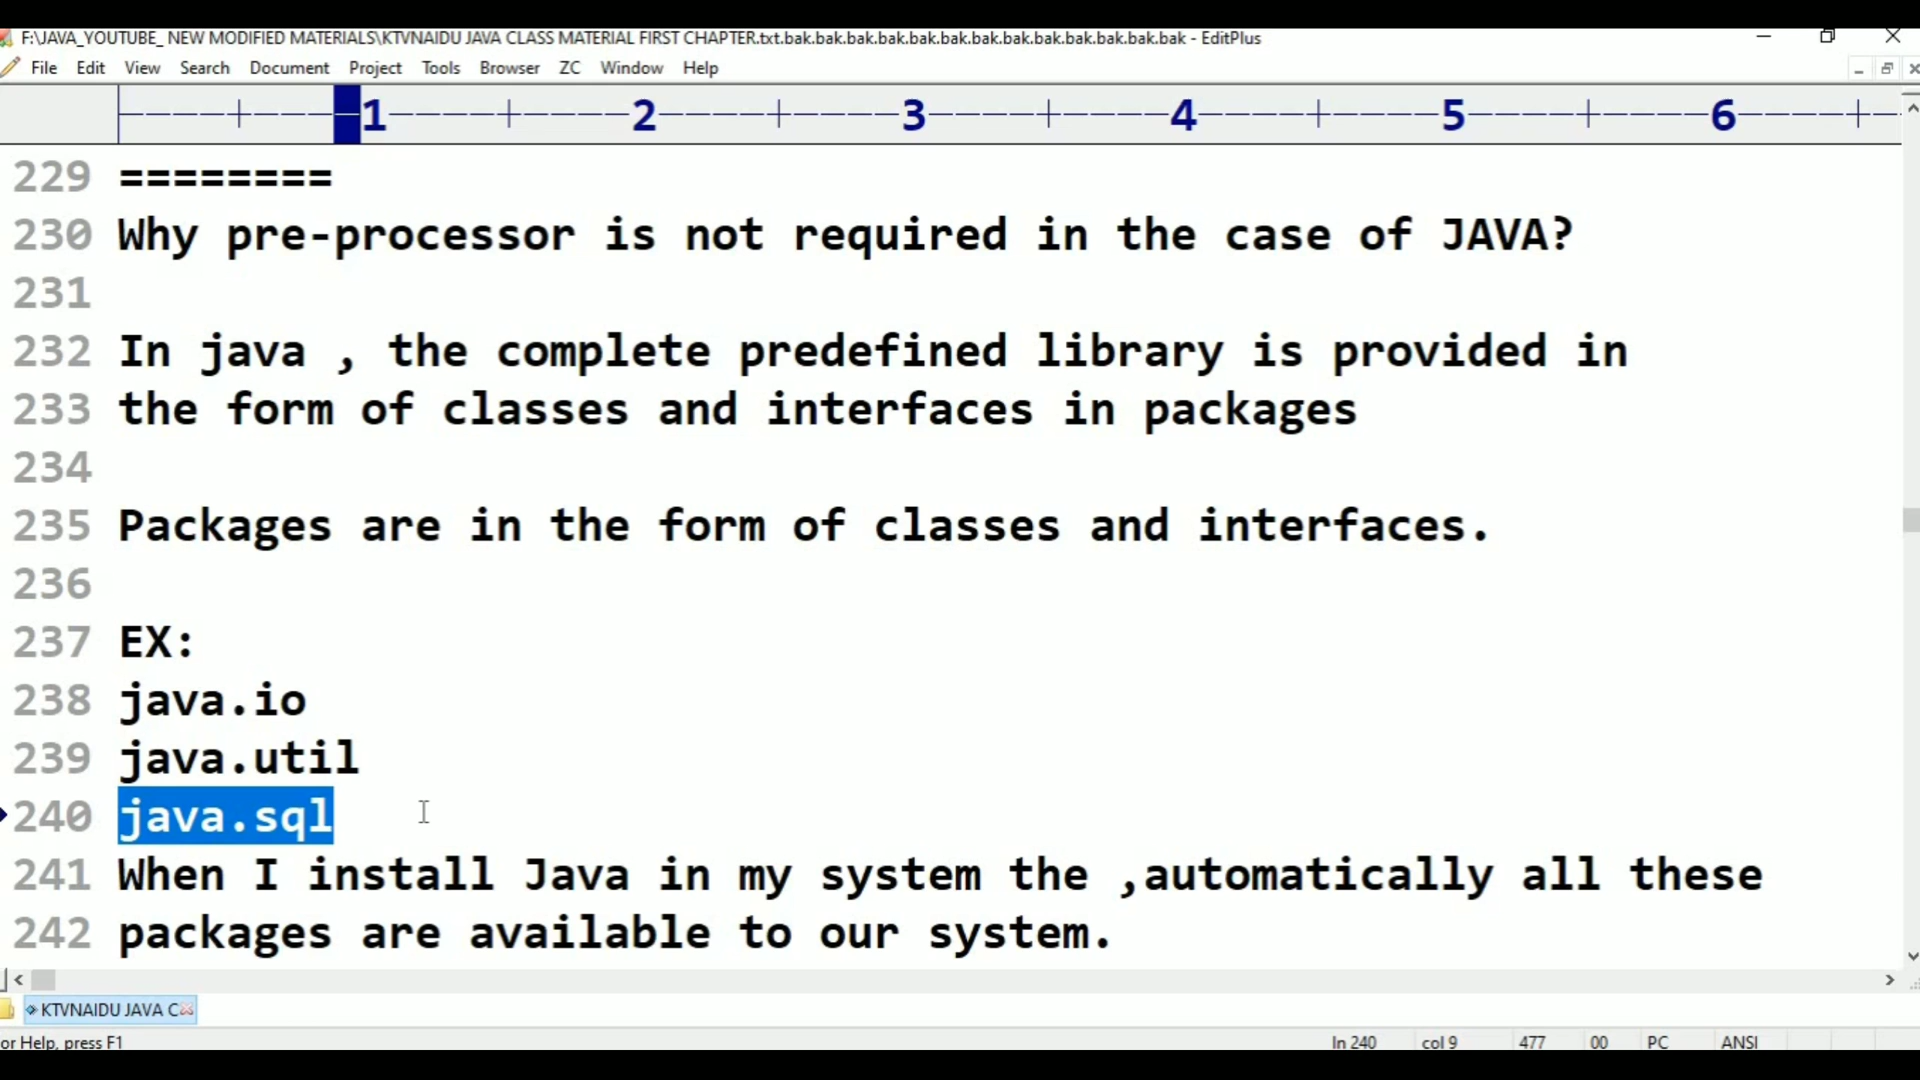 F:\JAVA_YOUTUBE_ NEW MODIFIED MATERIALS\KTVNAIDU JAVA CLASS MATERIAL FIRST CHAPTER.txt.bak.bak.bak.bak.bak.bak.bak.bak.bak.bak.bak.bak.bak - EditPlus
File Edit View Search Document Project Tools Browser ZC Window Help
1 2 3 4 5 6
229 ========
230 Why pre-processor is not required in the case of JAVA?
231
232 In java , the complete predefined library is provided in
233 the form of classes and interfaces in packages
234
235 Packages are in the form of classes and interfaces.
236
237 EX:
238 java.io
239 java.util
240 java.sql
241 When I install Java in my system the ,automatically all these
242 packages are available to our system.
KTVNAIDU JAVA C
or Help, press F1 ln 240 col 9 477 00 PC ANSI